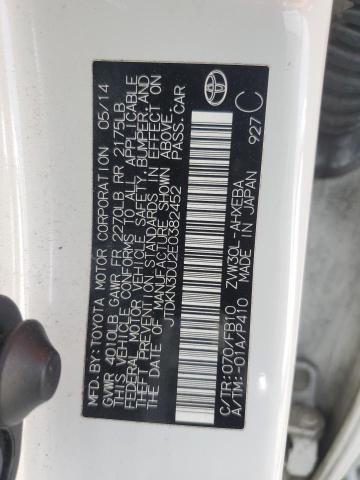 MFD.BY:TOYOTA MOTOR CORPORATION 05/14
GVWR 4010LB GAWR FR 2270LB RR 2175LB
THIS VEHICLE CONFORMS TO ALL APPLICABLE
FEDERAL MOTOR VEHICLE SAFETY, BUMPER, AND
THEFT PREVENTION STANDARDS IN EFFECT ON
THE DATE OF MANUFACTURE SHOWN ABOVE.
JTDKN3DU2E0382452 PASS.CAR
C/TR:070/FB10 ZVW30L-AHXEBA
A/TM:-01A/P410 MADE IN JAPAN 927 C